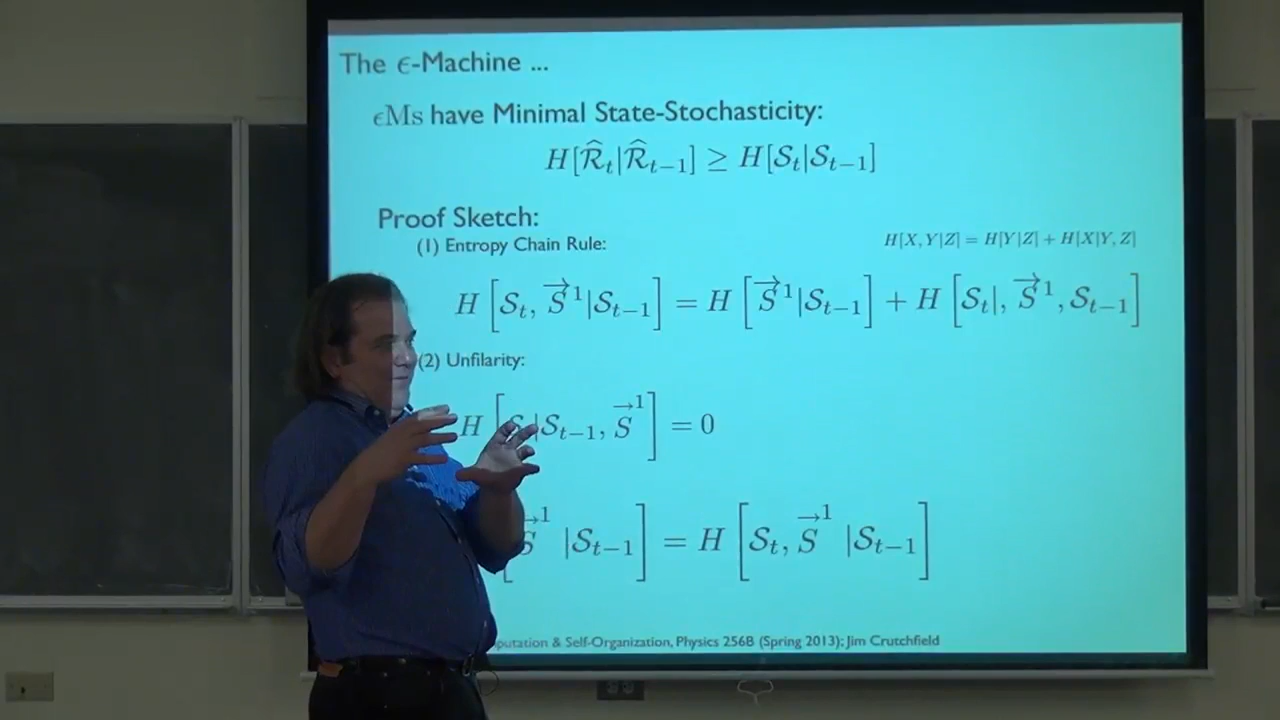 The ϵ-Machine ...
ϵMs have Minimal State-Stochasticity:
H[R̂_t|R̂_{t−1}] ≥ H[𝒮_t|𝒮_{t−1}]
Proof Sketch:
(1) Entropy Chain Rule:
H[X, Y|Z] = H[Y|Z] + H[X|Y, Z]
H[𝒮_t, S⃗^1|𝒮_{t−1}] = H[S⃗^1|𝒮_{t−1}] + H[𝒮_t|, S⃗^1, 𝒮_{t−1}]
(2) Unfilarity:
H[ |𝒮_{t−1}, S⃗^1] = 0
[S⃗^1 |𝒮_{t−1}] = H[𝒮_t, S⃗^1 |𝒮_{t−1}]
& Self-Organization, Physics 256B (Spring 2013); Jim Crutchfield